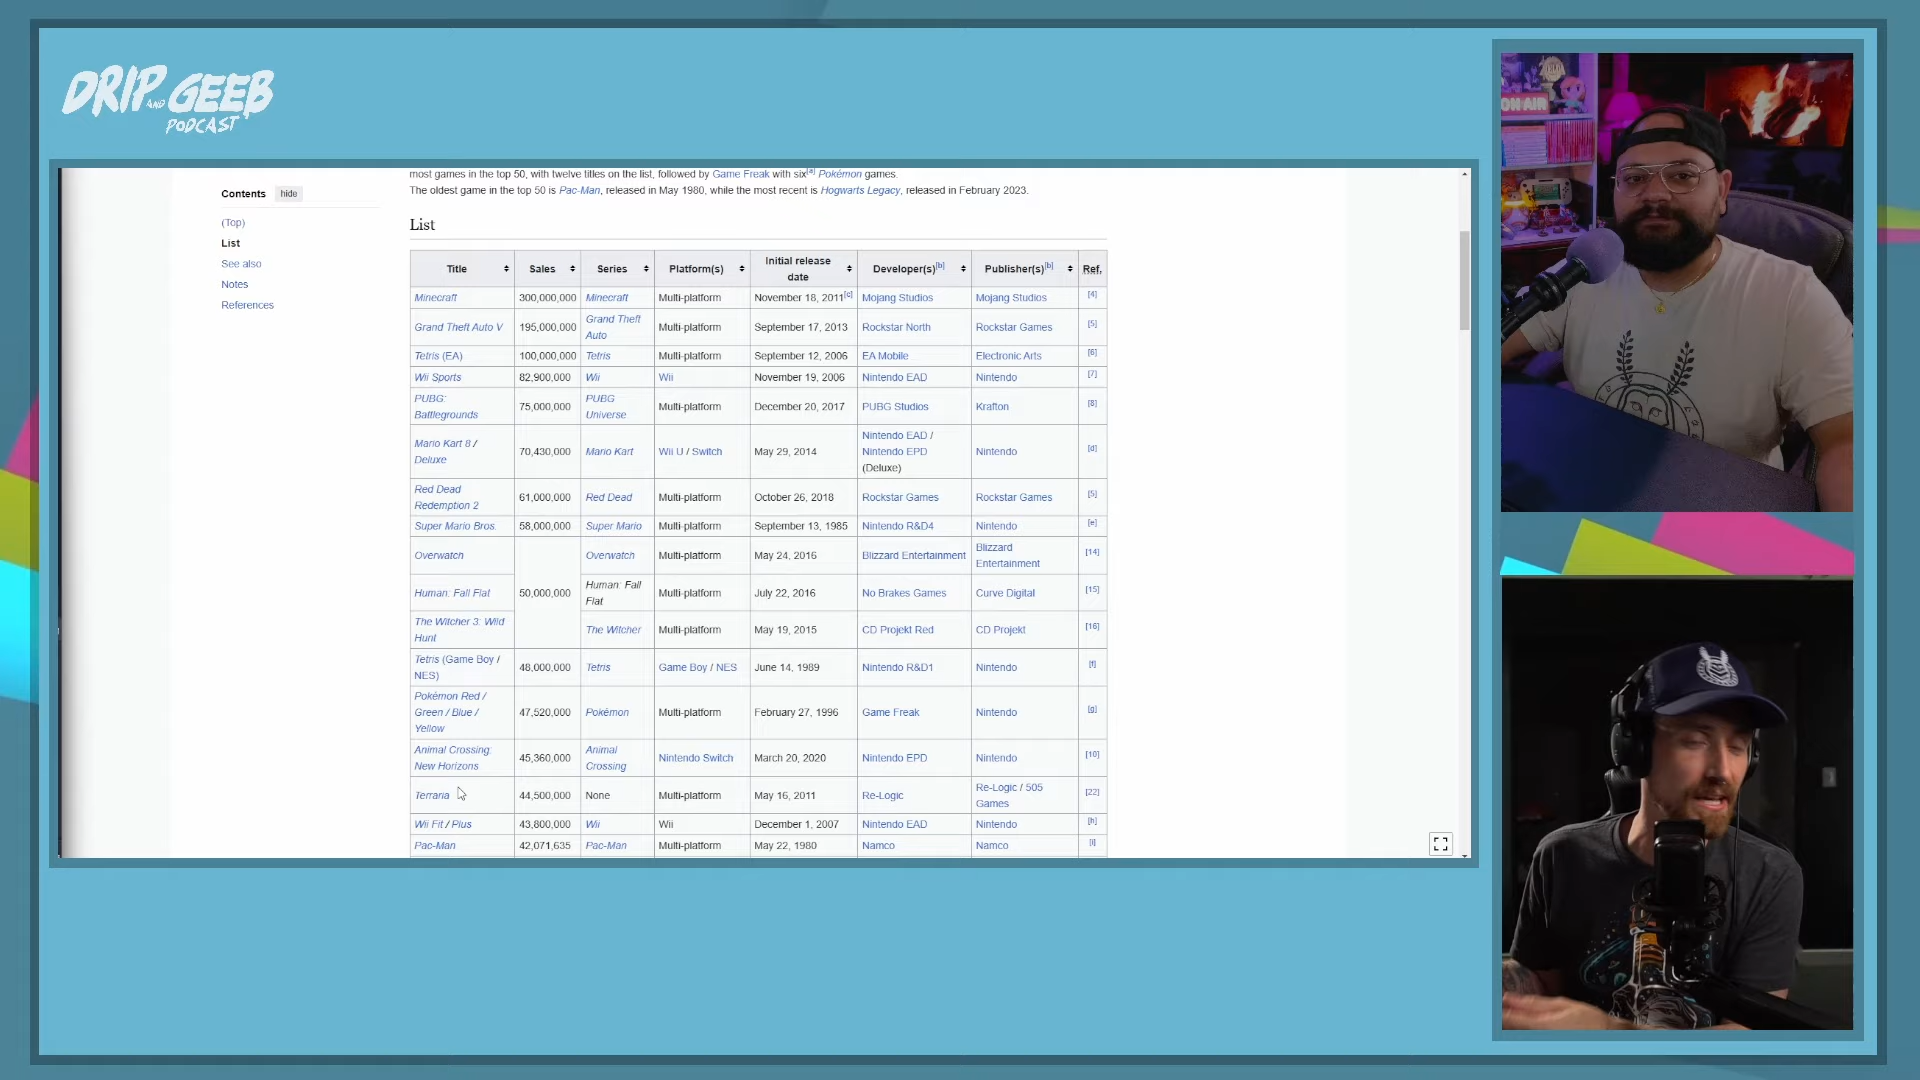 DRIP AND GEEB
PODCAST
most games in the top 50, with twelve titles on the list, followed by Game Freak with six[a] Pokémon games.
The oldest game in the top 50 is Pac-Man, released in May 1980, while the most recent is Hogwarts Legacy, released in February 2023.
Contents hide
(Top)
List
See also
Notes
References
List
Title Sales Series Platform(s) Initial release date Developer(s)[b] Publisher(s)[b] Ref.
Minecraft 300,000,000 Minecraft Multi-platform November 18, 2011[c] Mojang Studios Mojang Studios [4]
Grand Theft Auto V 195,000,000 Grand Theft Auto Multi-platform September 17, 2013 Rockstar North Rockstar Games [5]
Tetris (EA) 100,000,000 Tetris Multi-platform September 12, 2006 EA Mobile Electronic Arts [6]
Wii Sports 82,900,000 Wii Wii November 19, 2006 Nintendo EAD Nintendo [7]
PUBG: Battlegrounds 75,000,000 PUBG Universe Multi-platform December 20, 2017 PUBG Studios Krafton [8]
Mario Kart 8 / Deluxe 70,430,000 Mario Kart Wii U / Switch May 29, 2014 Nintendo EAD / Nintendo EPD (Deluxe) Nintendo [d]
Red Dead Redemption 2 61,000,000 Red Dead Multi-platform October 26, 2018 Rockstar Games Rockstar Games [5]
Super Mario Bros. 58,000,000 Super Mario Multi-platform September 13, 1985 Nintendo R&D4 Nintendo [e]
Overwatch 50,000,000 Overwatch Multi-platform May 24, 2016 Blizzard Entertainment Blizzard Entertainment [14]
Human: Fall Flat Human: Fall Flat Multi-platform July 22, 2016 No Brakes Games Curve Digital [15]
The Witcher 3: Wild Hunt The Witcher Multi-platform May 19, 2015 CD Projekt Red CD Projekt [16]
Tetris (Game Boy / NES) 48,000,000 Tetris Game Boy / NES June 14, 1989 Nintendo R&D1 Nintendo [f]
Pokémon Red / Green / Blue / Yellow 47,520,000 Pokémon Multi-platform February 27, 1996 Game Freak Nintendo [g]
Animal Crossing: New Horizons 45,360,000 Animal Crossing Nintendo Switch March 20, 2020 Nintendo EPD Nintendo [10]
Terraria 44,500,000 None Multi-platform May 16, 2011 Re-Logic Re-Logic / 505 Games [22]
Wii Fit / Plus 43,800,000 Wii Wii December 1, 2007 Nintendo EAD Nintendo [h]
Pac-Man 42,071,635 Pac-Man Multi-platform May 22, 1980 Namco Namco [i]
ON AIR